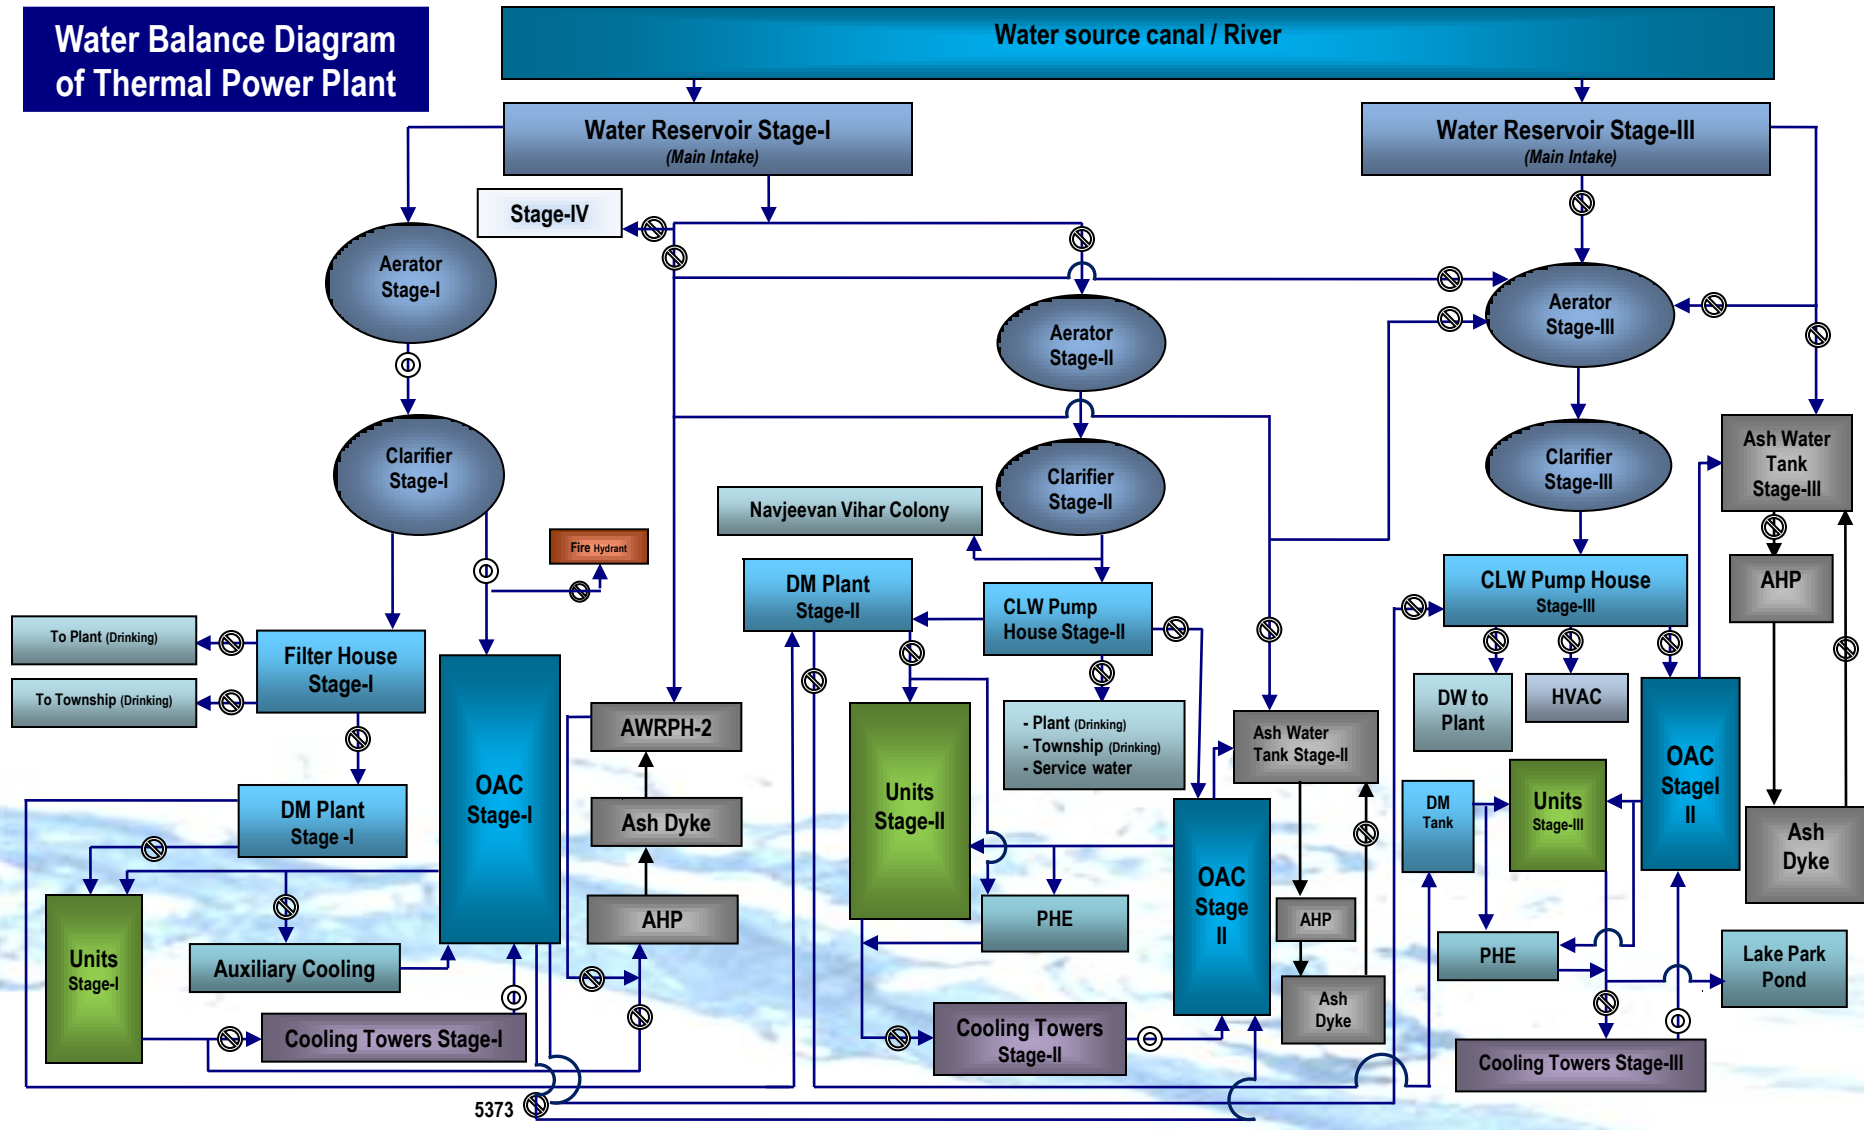 Water Balance Diagram
of Thermal Power Plant
Water source canal / River
Water Reservoir Stage-I
(Main Intake)
Water Reservoir Stage-III
(Main Intake)
Stage-IV
Aerator
Stage-I
Aerator
Stage-II
Aerator
Stage-III
Clarifier
Stage-I
Clarifier
Stage-II
Clarifier
Stage-III
Ash Water
Tank
Stage-III
Navjeevan Vihar Colony
Fire Hydrant
DM Plant
Stage-II
CLW Pump
House Stage-II
CLW Pump House
Stage-III
AHP
To Plant (Drinking)
To Township (Drinking)
Filter House
Stage-I
DW to
Plant
HVAC
AWRPH-2
- Plant (Drinking)
- Township (Drinking)
- Service water
Ash Water
Tank Stage-II
OAC
Stage-I
OAC
Stagel
II
DM Plant
Stage -I
Ash Dyke
Units
Stage-II
DM
Tank
Units
Stage-III
Ash
Dyke
OAC
Stage
II
AHP
PHE
AHP
Units
Stage-I
Auxiliary Cooling
PHE
Lake Park
Pond
Ash
Dyke
Cooling Towers Stage-I
Cooling Towers
Stage-II
Cooling Towers Stage-III
5373